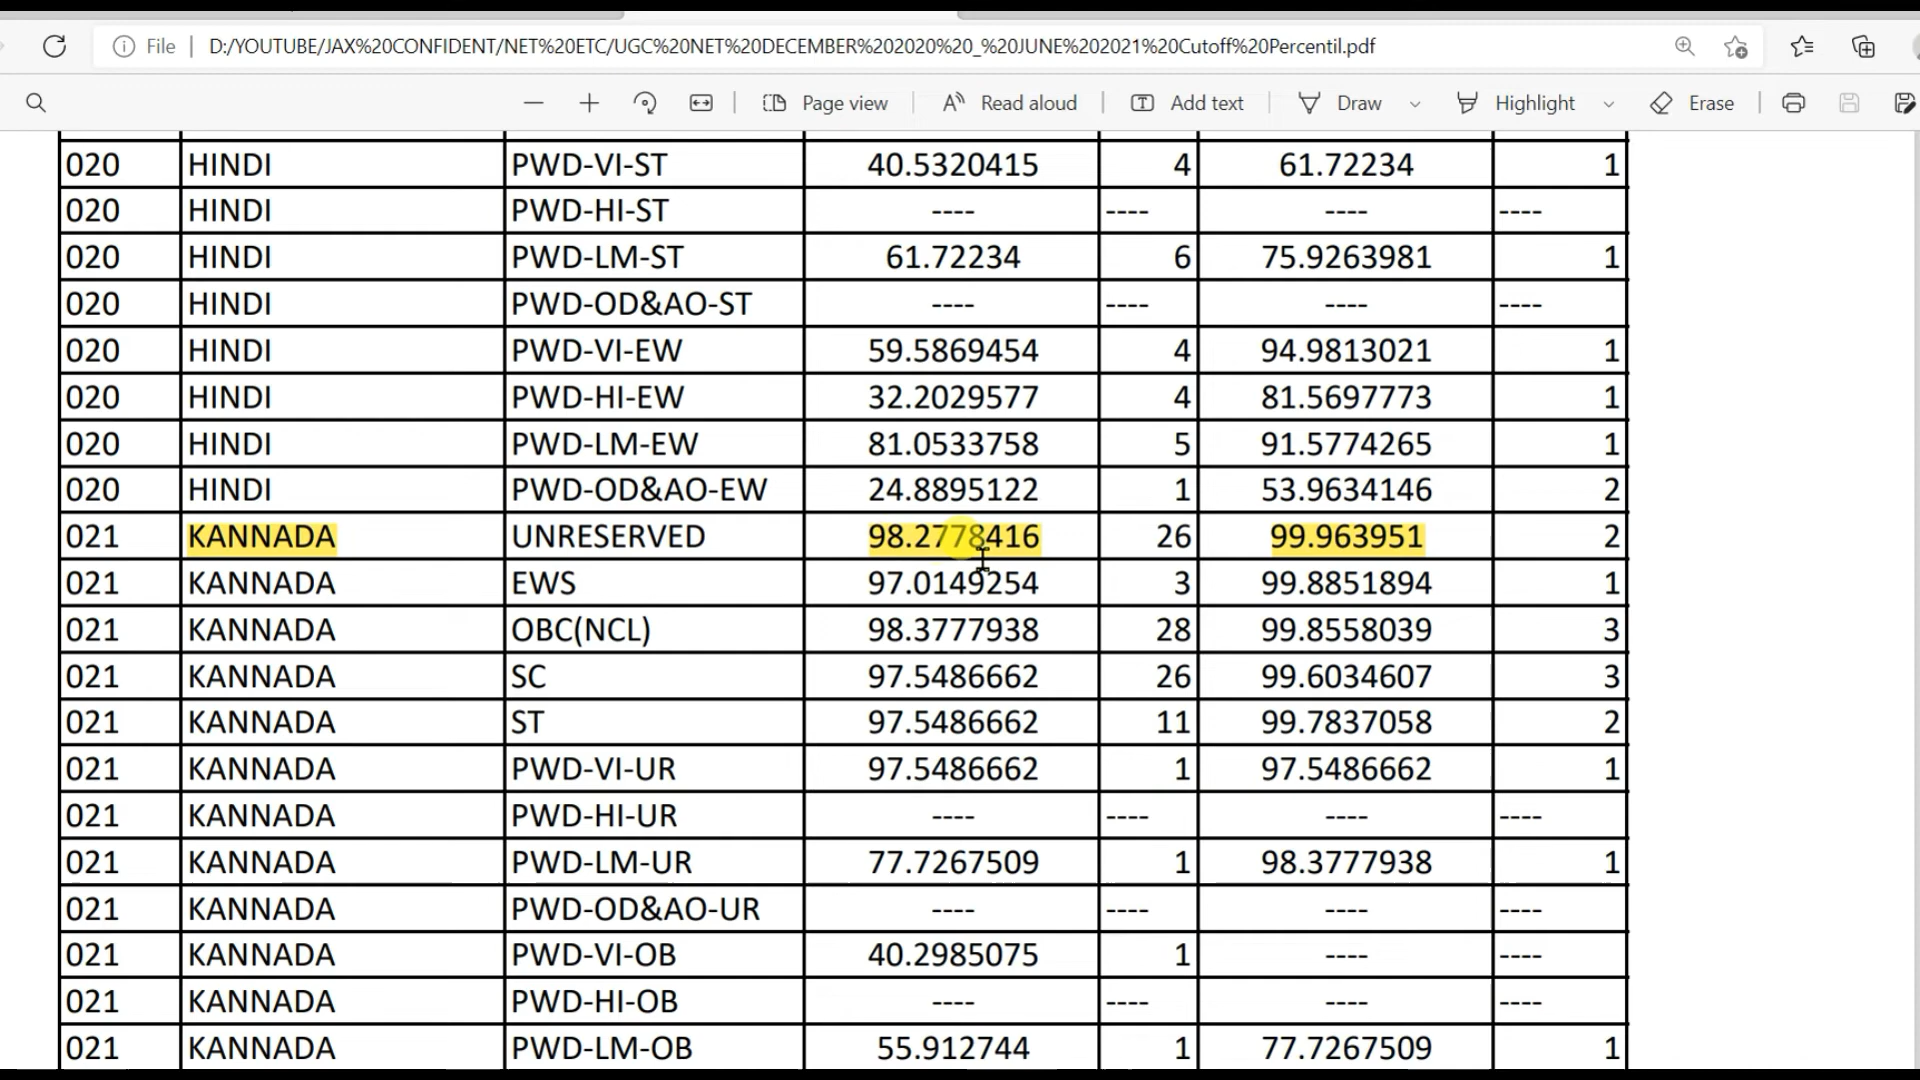 File D:/YOUTUBE/JAX%20CONFIDENT/NET%20ETC/UGC%20NET%20DECEMBER%202020%20_%20JUNE%202021%20Cutoff%20Percentil.pdf
Page view Read aloud Add text Draw Highlight Erase
020 HINDI PWD-VI-ST 40.5320415 4 61.72234 1
020 HINDI PWD-HI-ST ---- ---- ---- ----
020 HINDI PWD-LM-ST 61.72234 6 75.9263981 1
020 HINDI PWD-OD&AO-ST ---- ---- ---- ----
020 HINDI PWD-VI-EW 59.5869454 4 94.9813021 1
020 HINDI PWD-HI-EW 32.2029577 4 81.5697773 1
020 HINDI PWD-LM-EW 81.0533758 5 91.5774265 1
020 HINDI PWD-OD&AO-EW 24.8895122 1 53.9634146 2
021 KANNADA UNRESERVED 98.2778416 26 99.963951 2
021 KANNADA EWS 97.0149254 3 99.8851894 1
021 KANNADA OBC(NCL) 98.3777938 28 99.8558039 3
021 KANNADA SC 97.5486662 26 99.6034607 3
021 KANNADA ST 97.5486662 11 99.7837058 2
021 KANNADA PWD-VI-UR 97.5486662 1 97.5486662 1
021 KANNADA PWD-HI-UR ---- ---- ---- ----
021 KANNADA PWD-LM-UR 77.7267509 1 98.3777938 1
021 KANNADA PWD-OD&AO-UR ---- ---- ---- ----
021 KANNADA PWD-VI-OB 40.2985075 1 ---- ----
021 KANNADA PWD-HI-OB ---- ---- ---- ----
021 KANNADA PWD-LM-OB 55.912744 1 77.7267509 1